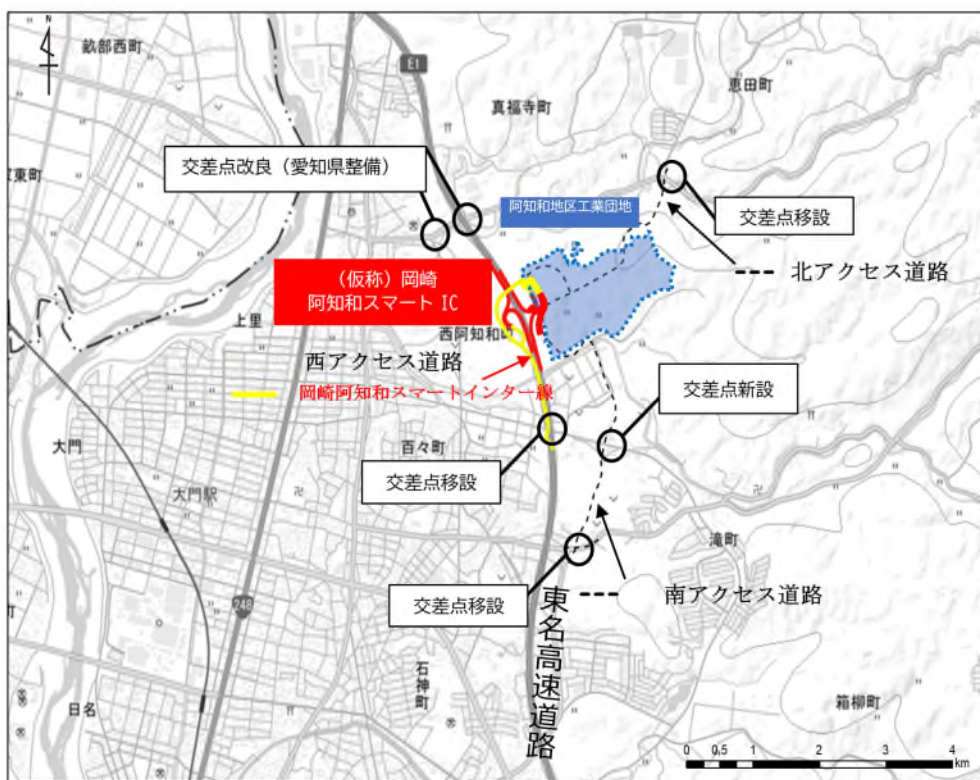 N
畝部西町
E1
恵田町
真福寺町
交差点改良（愛知県整備）
家東町
阿知和地区工業団地
交差点移設
北アクセス道路
（仮称）岡崎
阿知和スマート IC
上里
西阿知和町
西アクセス道路
岡崎阿知和スマートインター線
交差点新設
大門
百々町
交差点移設
大門駅
滝町
交差点移設
南アクセス道路
248
東名高速道路
石神町
箱柳町
日名
町
0 0.5 1 2 3 4
km